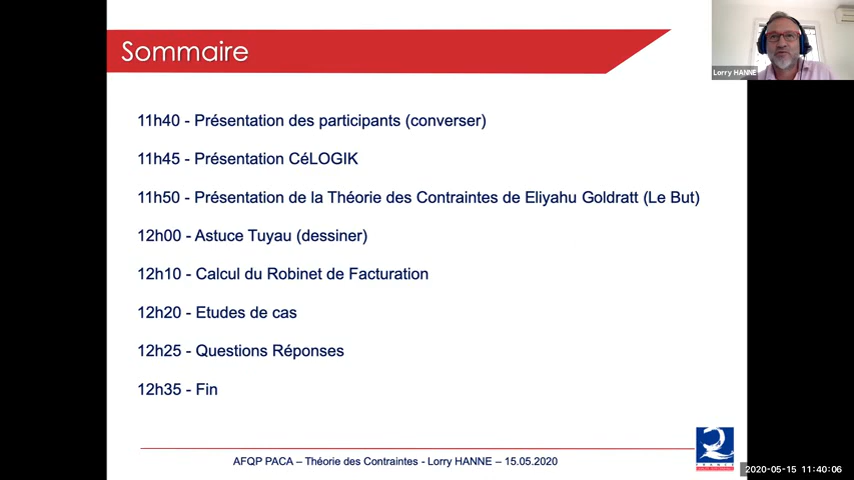 Sommaire
Lorry HANNE
11h40 - Présentation des participants (converser)
11h45 - Présentation CéLOGIK
11h50 - Présentation de la Théorie des Contraintes de Eliyahu Goldratt (Le But)
12h00 - Astuce Tuyau (dessiner)
12h10 - Calcul du Robinet de Facturation
12h20 - Etudes de cas
12h25 - Questions Réponses
12h35 - Fin
AFQP PACA – Théorie des Contraintes - Lorry HANNE – 15.05.2020
FRANCE
2020-05-15 11:40:06